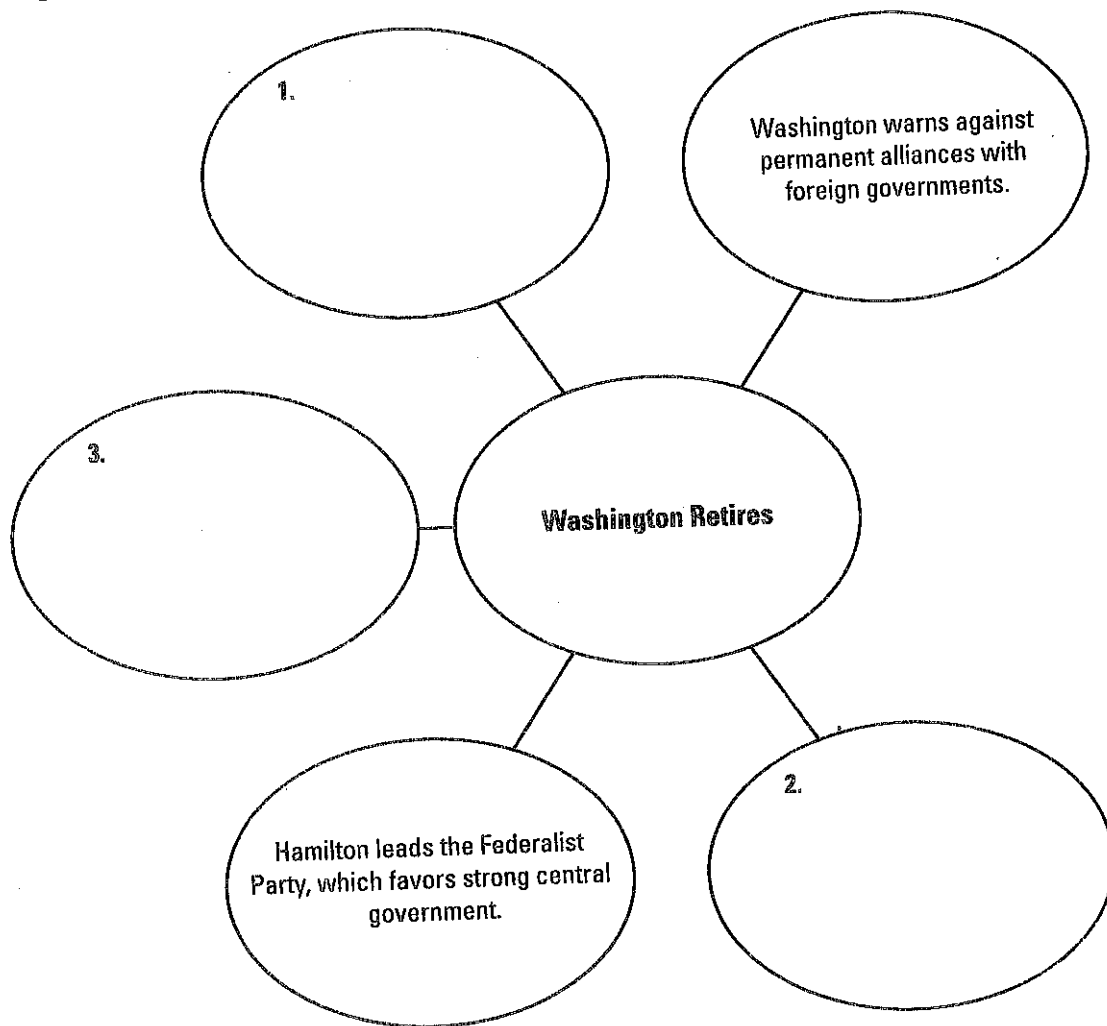 1.
Washington warns against
permanent alliances with
foreign governments.
3.
Washington Retires
2.
Hamilton leads the Federalist
Party, which favors strong central
government.